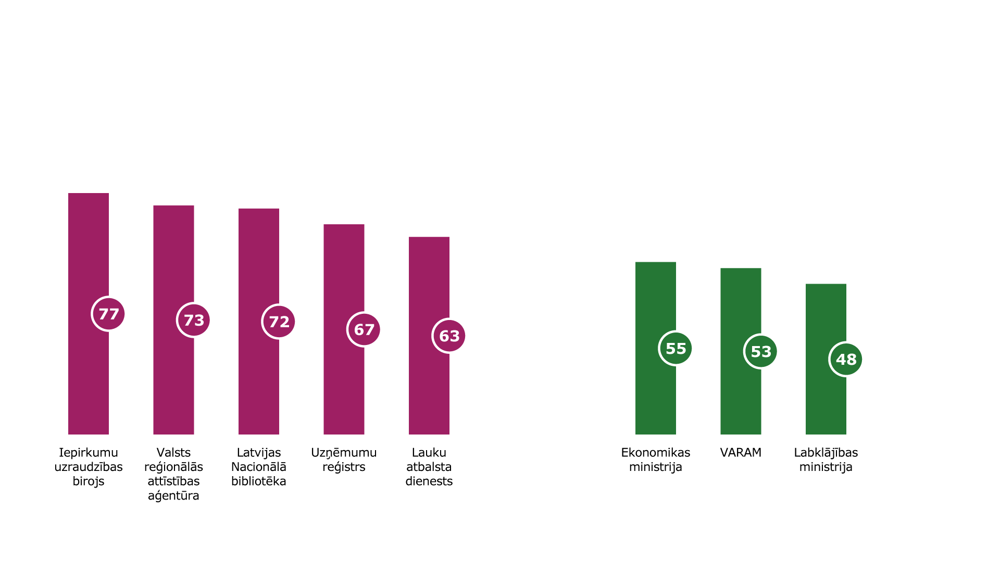 77
73
72
67
63
55
53
48
Iepirkumu
uzraudzības
birojs
Valsts
reģionālās
attīstības
aģentūra
Latvijas
Nacionālā
bibliotēka
Uzņēmumu
reģistrs
Lauku
atbalsta
dienests
Ekonomikas
ministrija
VARAM
Labklājības
ministrija